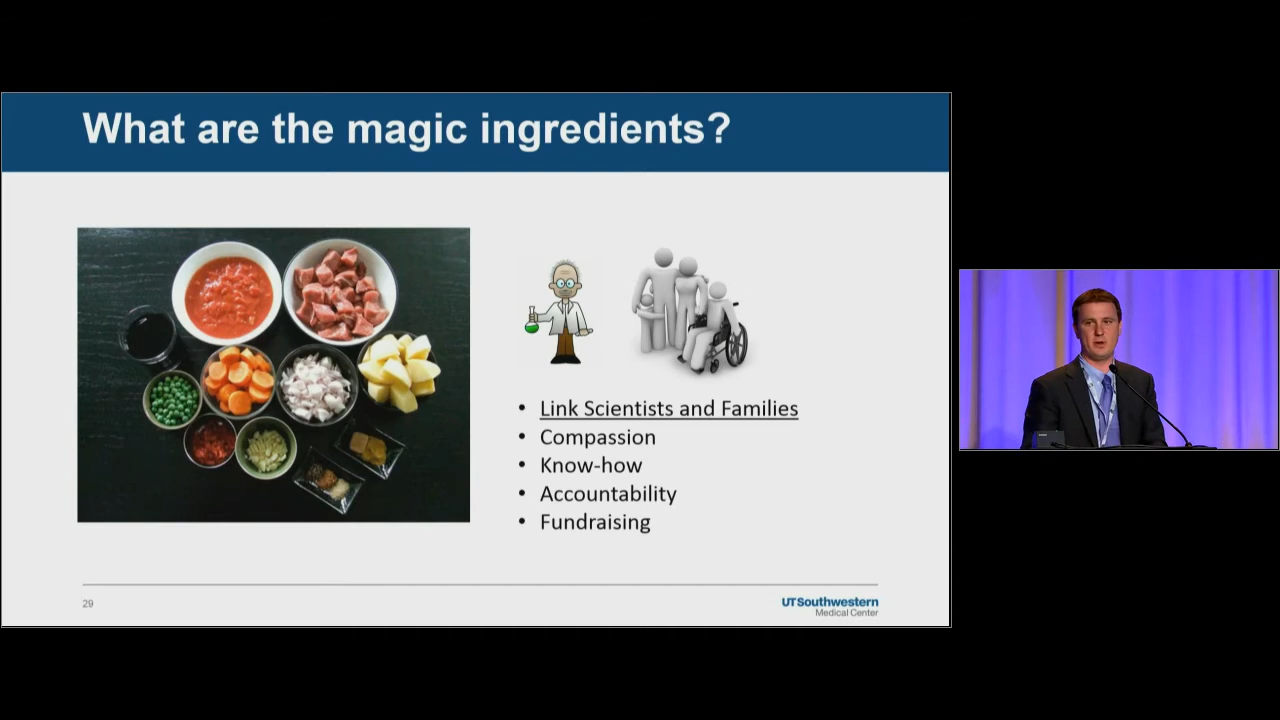 What are the magic ingredients?
• Link Scientists and Families
• Compassion
• Know-how
• Accountability
• Fundraising
29
UTSouthwestern
Medical Center